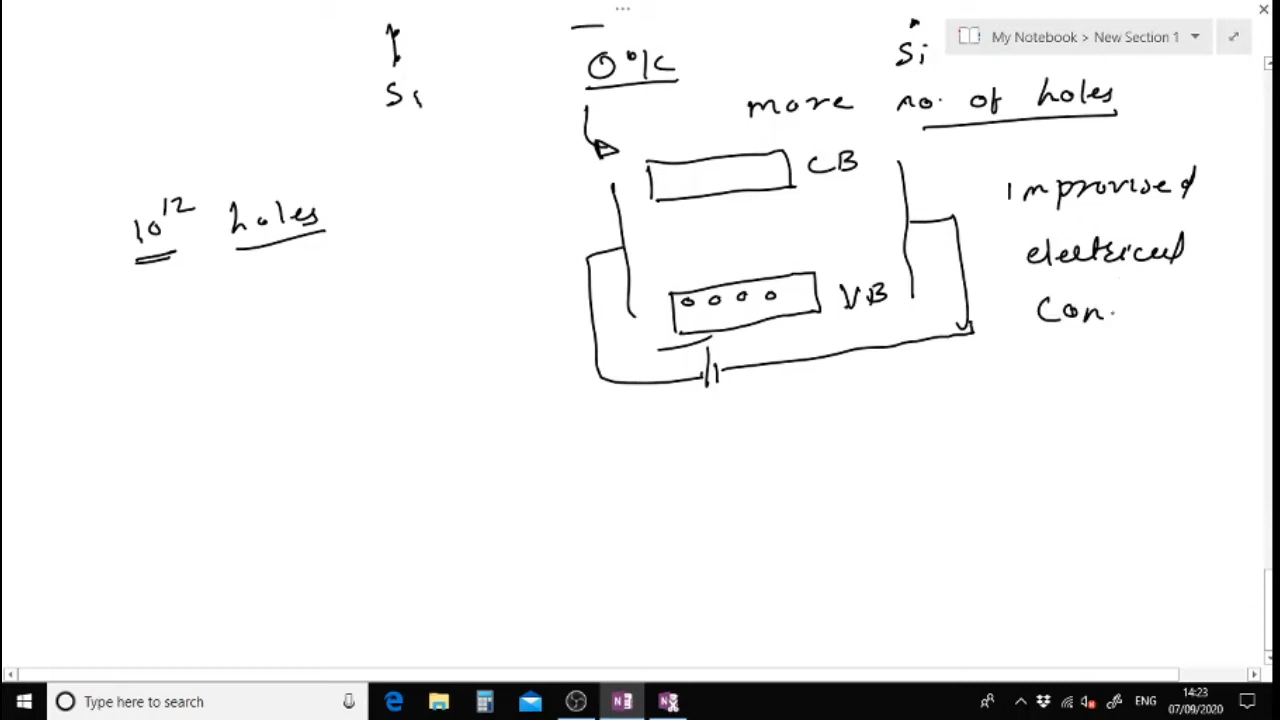 My Notebook > New Section 1
Si
0°/c
Si
more no. of holes
CB
improvised
10¹² holes
electrical
VB
Con.
Type here to search
ENG
14:23
07/09/2020